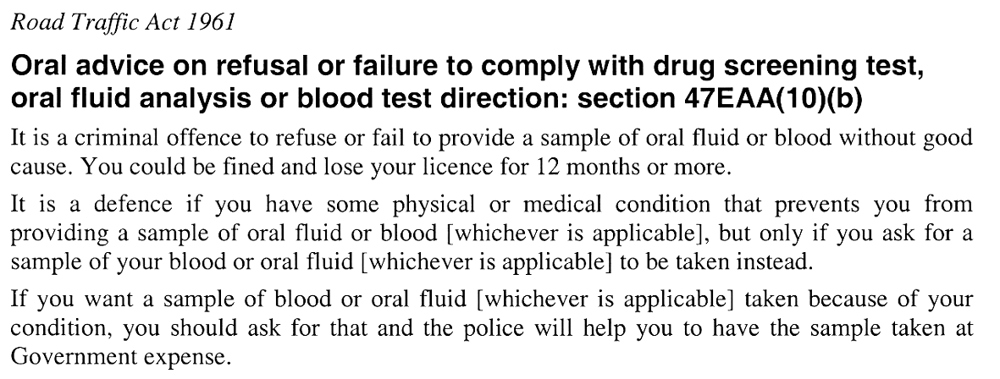 Road Traffic Act 1961
Oral advice on refusal or failure to comply with drug screening test,
oral fluid analysis or blood test direction: section 47EAA(10)(b)
It is a criminal offence to refuse or fail to provide a sample of oral fluid or blood without good
cause. You could be fined and lose your licence for 12 months or more.
It is a defence if you have some physical or medical condition that prevents you from
providing a sample of oral fluid or blood [whichever is applicable], but only if you ask for a
sample of your blood or oral fluid [whichever is applicable] to be taken instead.
If you want a sample of blood or oral fluid [whichever is applicable] taken because of your
condition, you should ask for that and the police will help you to have the sample taken at
Government expense.